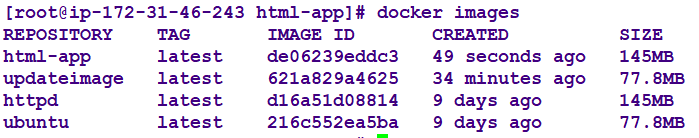 [root@ip-172-31-46-243 html-app]# docker images
REPOSITORY TAG IMAGE ID CREATED SIZE
html-app latest de06239eddc3 49 seconds ago 145MB
updateimage latest 621a829a4625 34 minutes ago 77.8MB
httpd latest d16a51d08814 9 days ago 145MB
ubuntu latest 216c552ea5ba 9 days ago 77.8MB